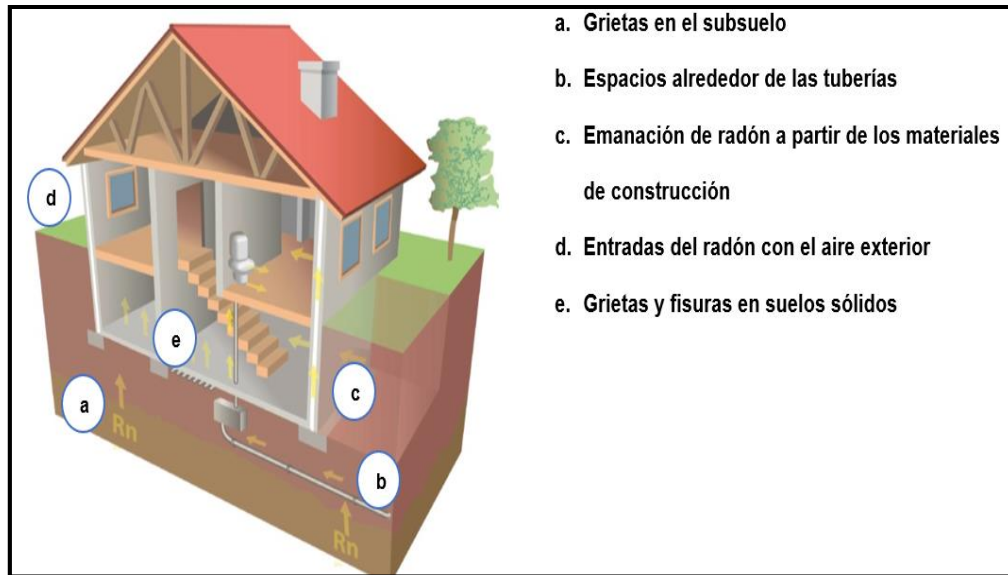 a. Grietas en el subsuelo
b. Espacios alrededor de las tuberías
c. Emanación de radón a partir de los materiales
de construcción
d. Entradas del radón con el aire exterior
e. Grietas y fisuras en suelos sólidos
d
e
a
c
b
Rn
Rn